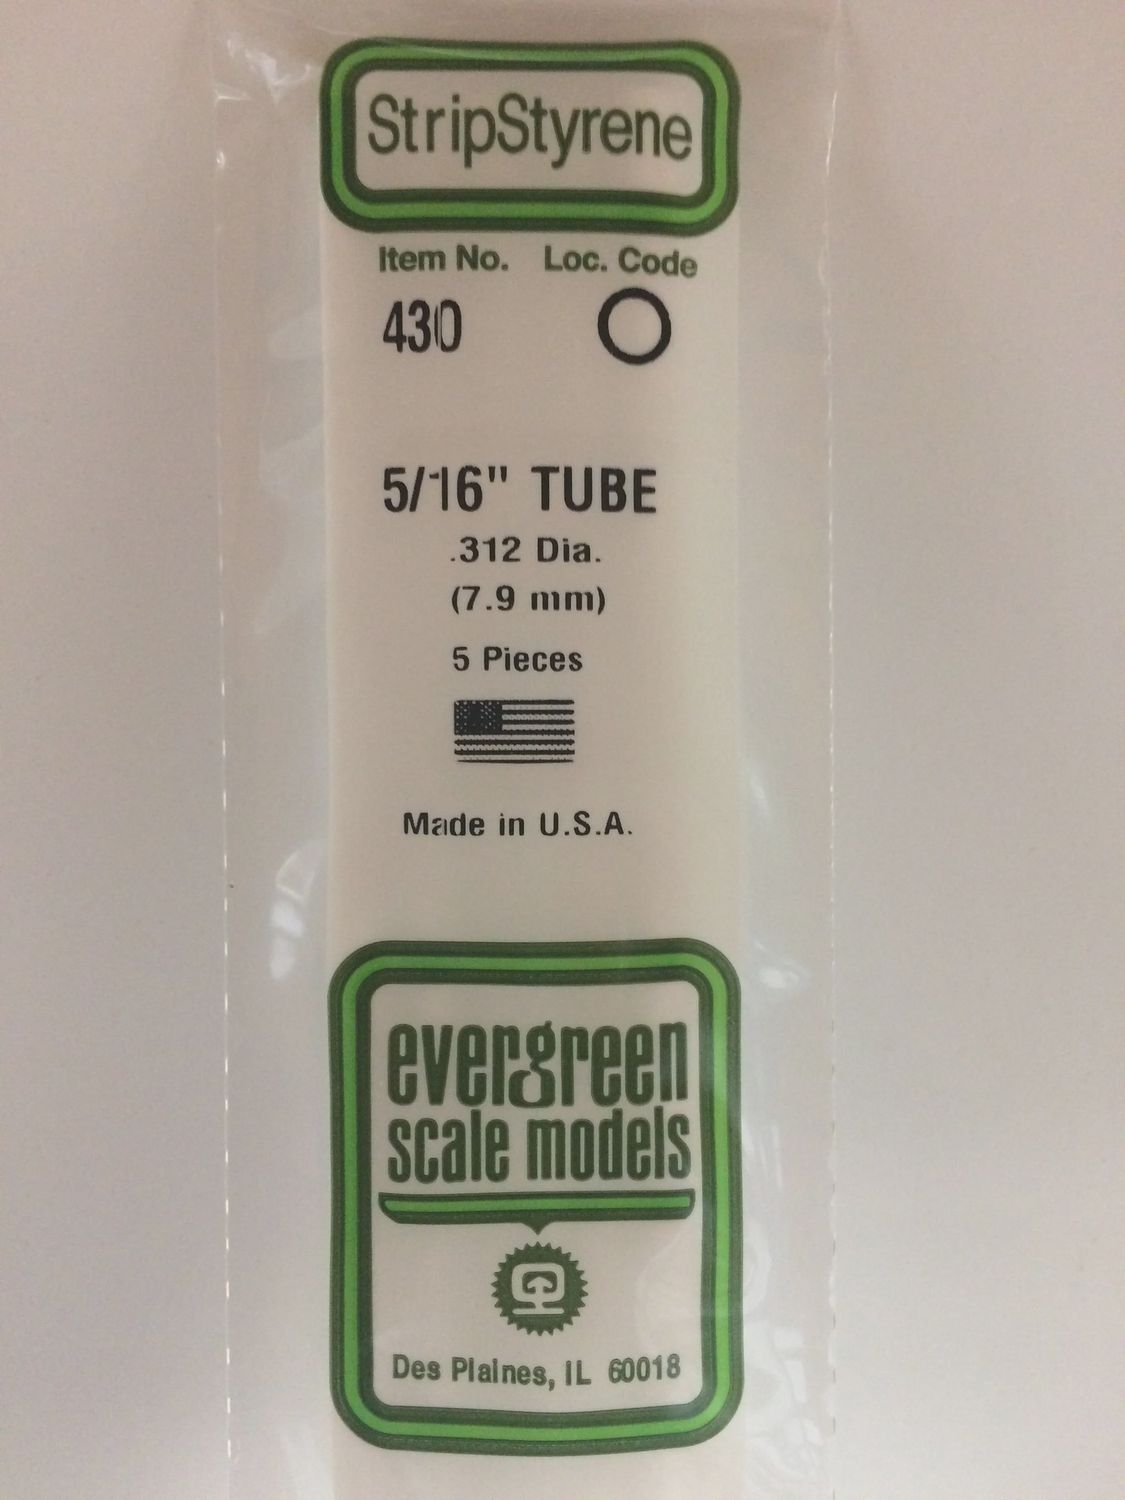 StripStyrene
Item No. Loc. Code
430
5/16" TUBE
.312 Dia.
(7.9 mm)
5 Pieces
Made in U.S.A.
evergreen
scale models
Des Plaines, IL 60018